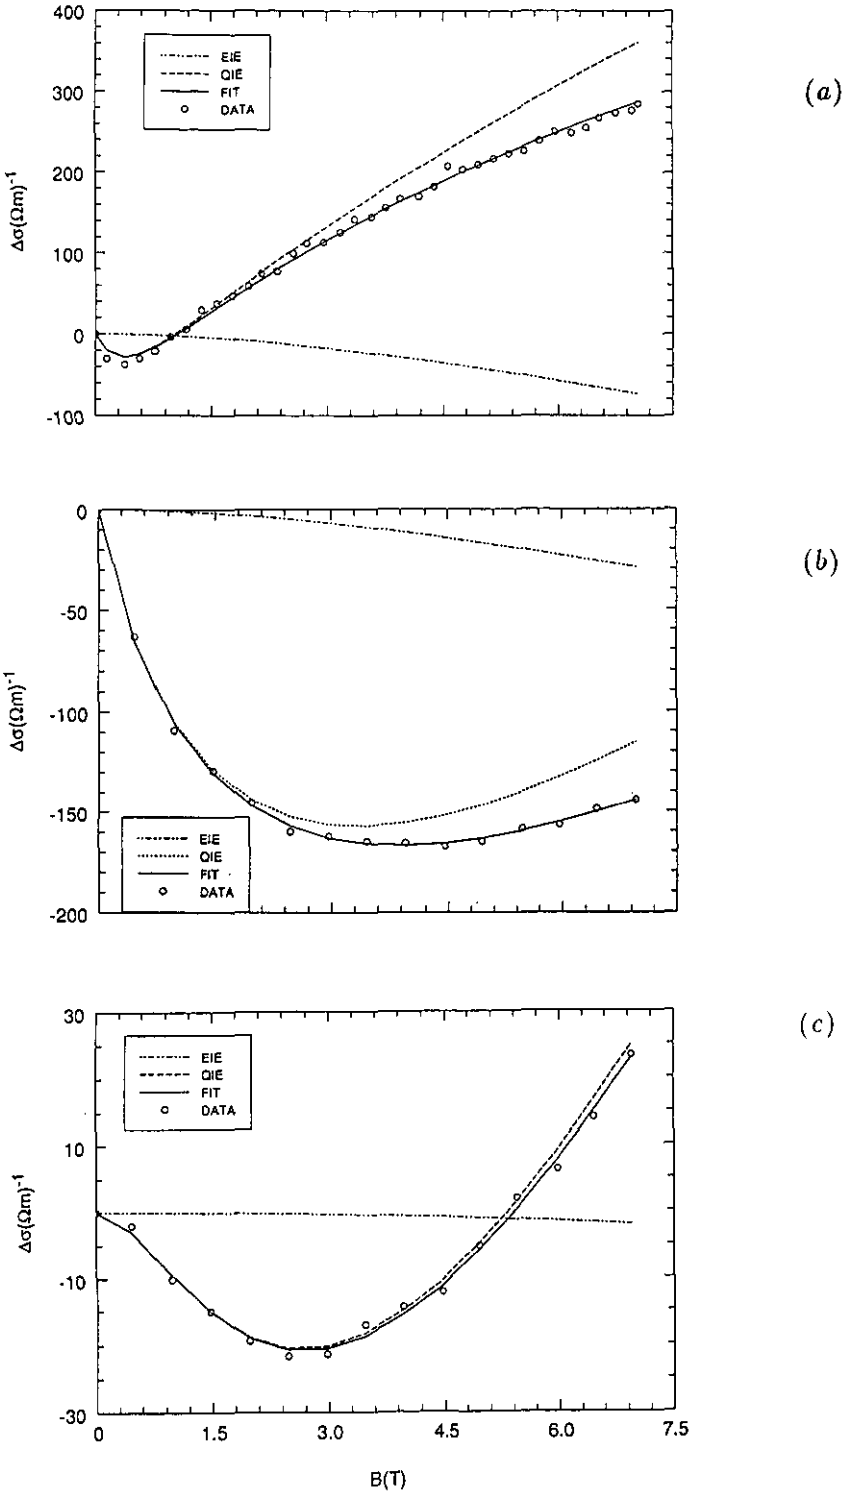 400
300
200
100
0
-100
Δσ(Ωm)⁻¹
EIE
QIE
FIT
DATA
(a)
0
-50
-100
-150
-200
Δσ(Ωm)⁻¹
EIE
QIE
FIT
DATA
(b)
30
10
-10
-30
Δσ(Ωm)⁻¹
EIE
QIE
FIT
DATA
(c)
0 1.5 3.0 4.5 6.0 7.5
B(T)